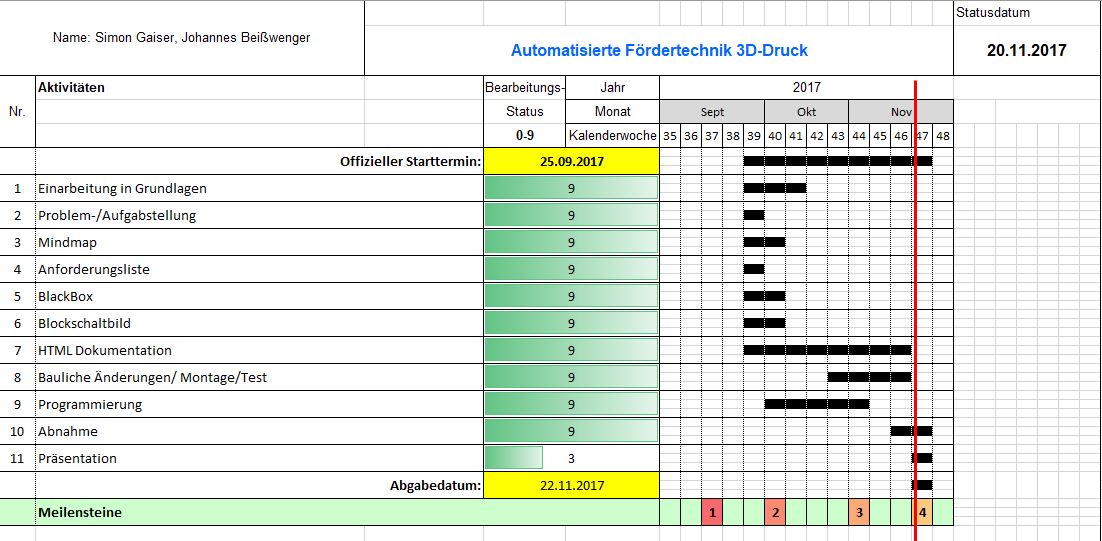 Statusdatum
Name: Simon Gaiser, Johannes Beißwenger
Automatisierte Fördertechnik 3D-Druck
20.11.2017
Nr.
Aktivitäten
Bearbeitungs-
Status
0-9
Jahr
Monat
Kalenderwoche
2017
Sept Okt Nov
35 36 37 38 39 40 41 42 43 44 45 46 47 48
Offizieller Starttermin: 25.09.2017
1 Einarbeitung in Grundlagen 9
2 Problem-/Aufgabstellung 9
3 Mindmap 9
4 Anforderungsliste 9
5 BlackBox 9
6 Blockschaltbild 9
7 HTML Dokumentation 9
8 Bauliche Änderungen/ Montage/Test 9
9 Programmierung 9
10 Abnahme 9
11 Präsentation 3
Abgabedatum: 22.11.2017
Meilensteine 1 2 3 4